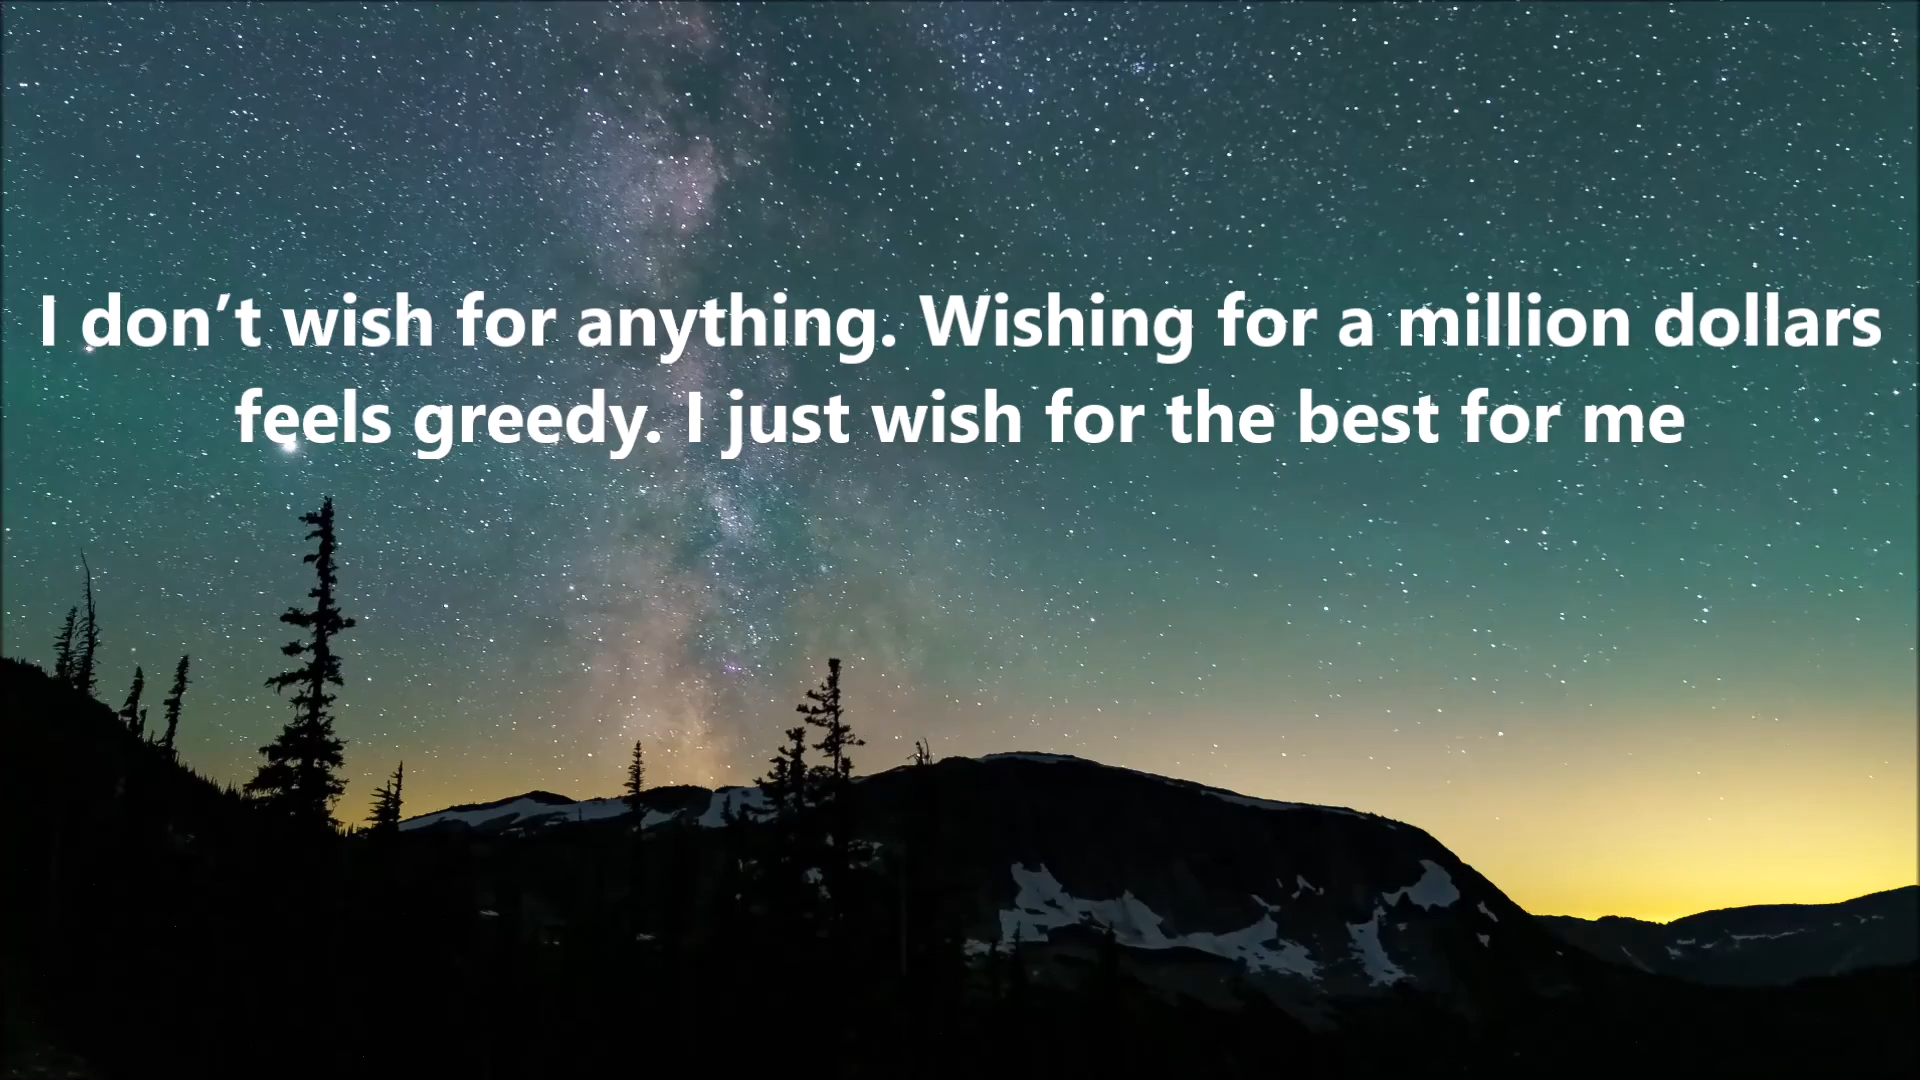 I don’t wish for anything. Wishing for a million dollars
feels greedy. I just wish for the best for me